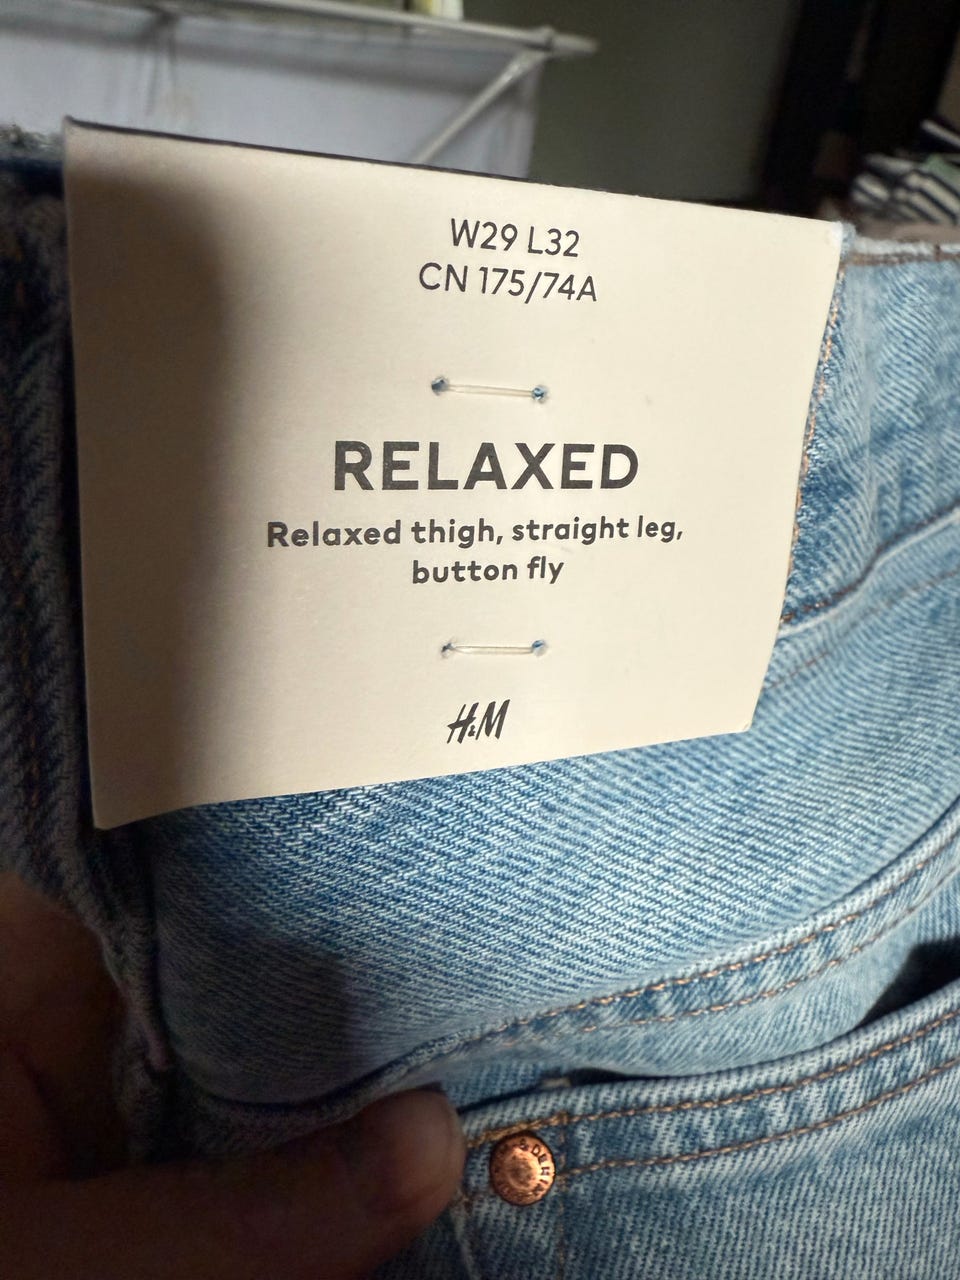 W29 L32
CN 175/74A
RELAXED
Relaxed thigh, straight leg,
button fly
H&M